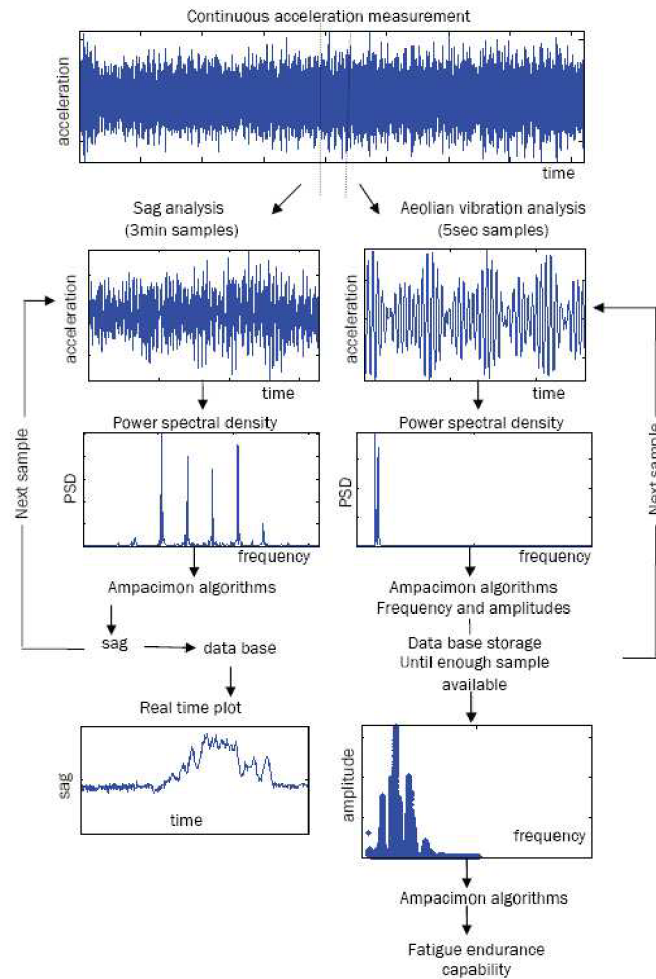 Continuous acceleration measurement
acceleration
time
Sag analysis
(3min samples)
Aeolian vibration analysis
(5sec samples)
acceleration
time
acceleration
time
Next sample
Next sample
Power spectral density
Power spectral density
PSD
frequency
PSD
frequency
Ampacimon algorithms
Ampacimon algorithms
Frequency and amplitudes
sag
data base
Data base storage
Until enough sample
available
Real time plot
sag
time
amplitude
frequency
Ampacimon algorithms
Fatigue endurance
capability